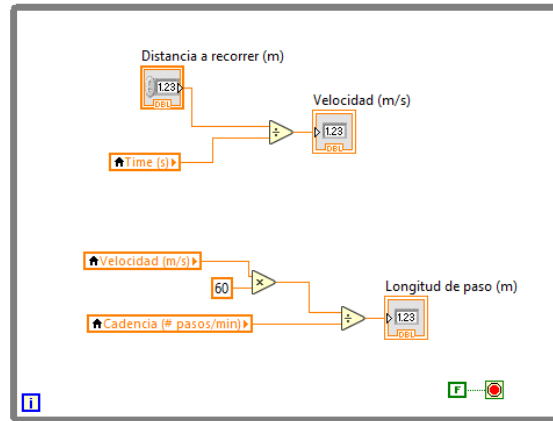 Distancia a recorrer (m)
1.23
DBL
Velocidad (m/s)
÷
1.23
DBL
Time (s)
Velocidad (m/s)
×
60
Longitud de paso (m)
÷
1.23
DBL
Cadencia (# pasos/min)
F
i